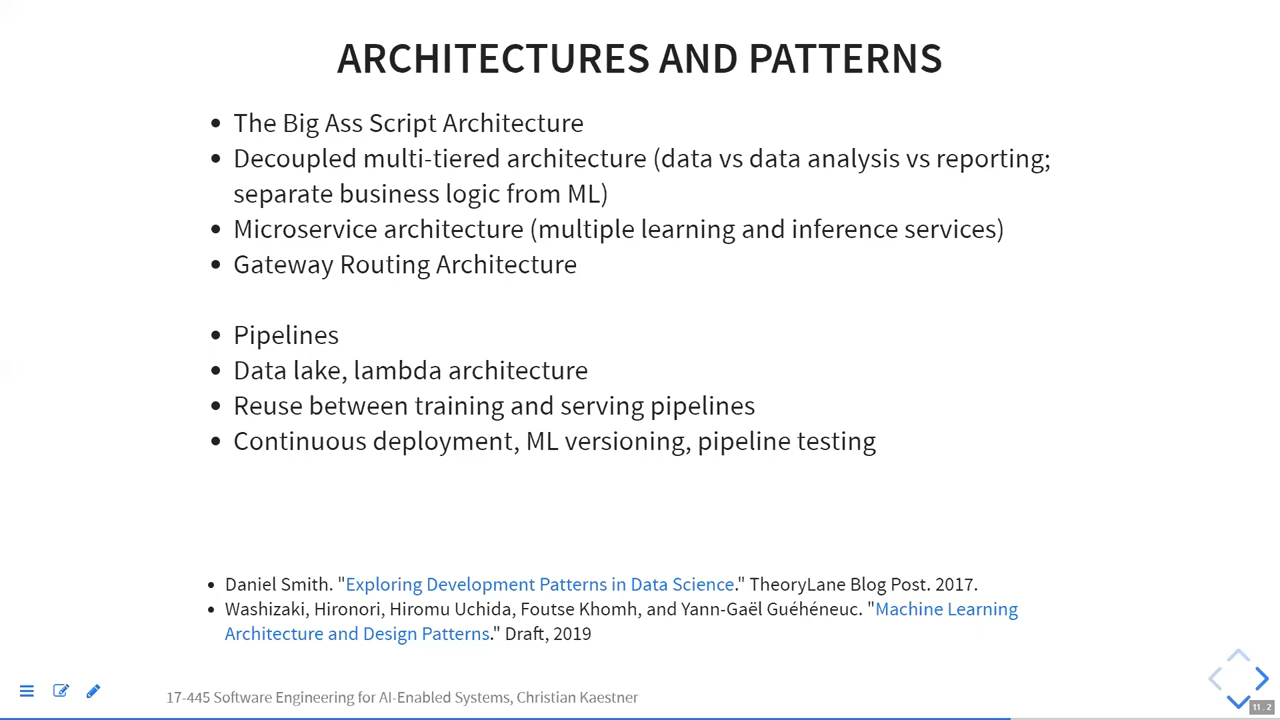 ARCHITECTURES AND PATTERNS
• The Big Ass Script Architecture
• Decoupled multi-tiered architecture (data vs data analysis vs reporting;
separate business logic from ML)
• Microservice architecture (multiple learning and inference services)
• Gateway Routing Architecture
• Pipelines
• Data lake, lambda architecture
• Reuse between training and serving pipelines
• Continuous deployment, ML versioning, pipeline testing
• Daniel Smith. "Exploring Development Patterns in Data Science." TheoryLane Blog Post. 2017.
• Washizaki, Hironori, Hiromu Uchida, Foutse Khomh, and Yann-Gaël Guéhéneuc. "Machine Learning
Architecture and Design Patterns." Draft, 2019
17-445 Software Engineering for AI-Enabled Systems, Christian Kaestner
11.2